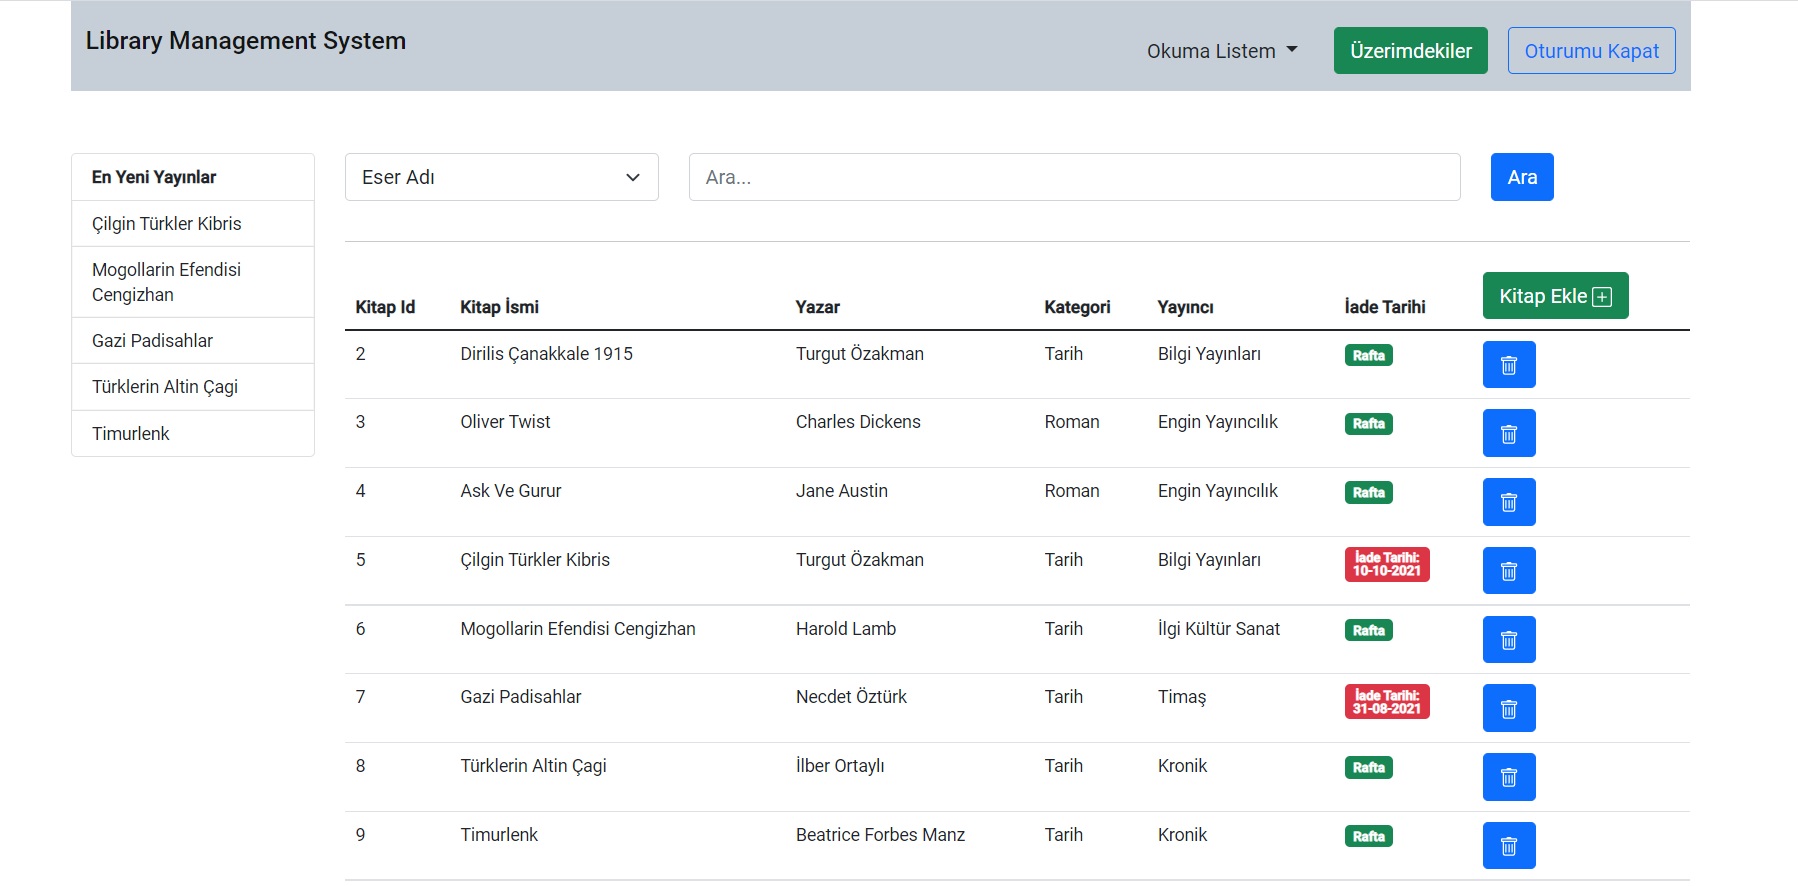 Library Management System
Okuma Listem
Üzerimdekiler
Oturumu Kapat
En Yeni Yayınlar
Çilgin Türkler Kibris
Mogollarin Efendisi
Cengizhan
Gazi Padisahlar
Türklerin Altin Çagi
Timurlenk
Eser Adı
Ara...
Ara
Kitap Id Kitap İsmi Yazar Kategori Yayıncı İade Tarihi Kitap Ekle
2 Dirilis Çanakkale 1915 Turgut Özakman Tarih Bilgi Yayınları Rafta
3 Oliver Twist Charles Dickens Roman Engin Yayıncılık Rafta
4 Ask Ve Gurur Jane Austin Roman Engin Yayıncılık Rafta
5 Çilgin Türkler Kibris Turgut Özakman Tarih Bilgi Yayınları İade Tarihi:
10-10-2021
6 Mogollarin Efendisi Cengizhan Harold Lamb Tarih İlgi Kültür Sanat Rafta
7 Gazi Padisahlar Necdet Öztürk Tarih Timaş İade Tarihi:
31-08-2021
8 Türklerin Altin Çagi İlber Ortaylı Tarih Kronik Rafta
9 Timurlenk Beatrice Forbes Manz Tarih Kronik Rafta